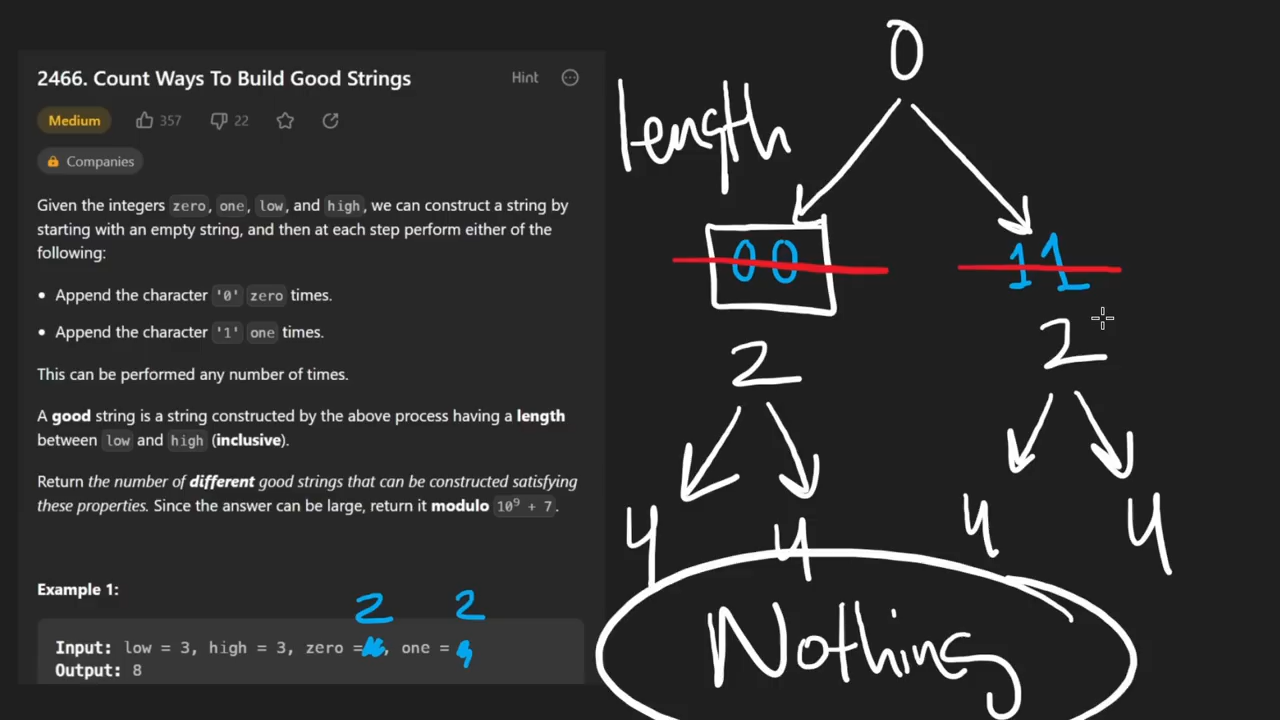 2466. Count Ways To Build Good Strings
Hint
Medium
357
22
Companies
Given the integers zero, one, low, and high, we can construct a string by
starting with an empty string, and then at each step perform either of the
following:
• Append the character '0' zero times.
• Append the character '1' one times.
This can be performed any number of times.
A good string is a string constructed by the above process having a length
between low and high (inclusive).
Return the number of different good strings that can be constructed satisfying
these properties. Since the answer can be large, return it modulo 10⁹ + 7.
Example 1:
2 2
Input: low = 3, high = 3, zero = , one =
Output: 8
0
length
00 11
2 2
4 4 4 4
Nothing